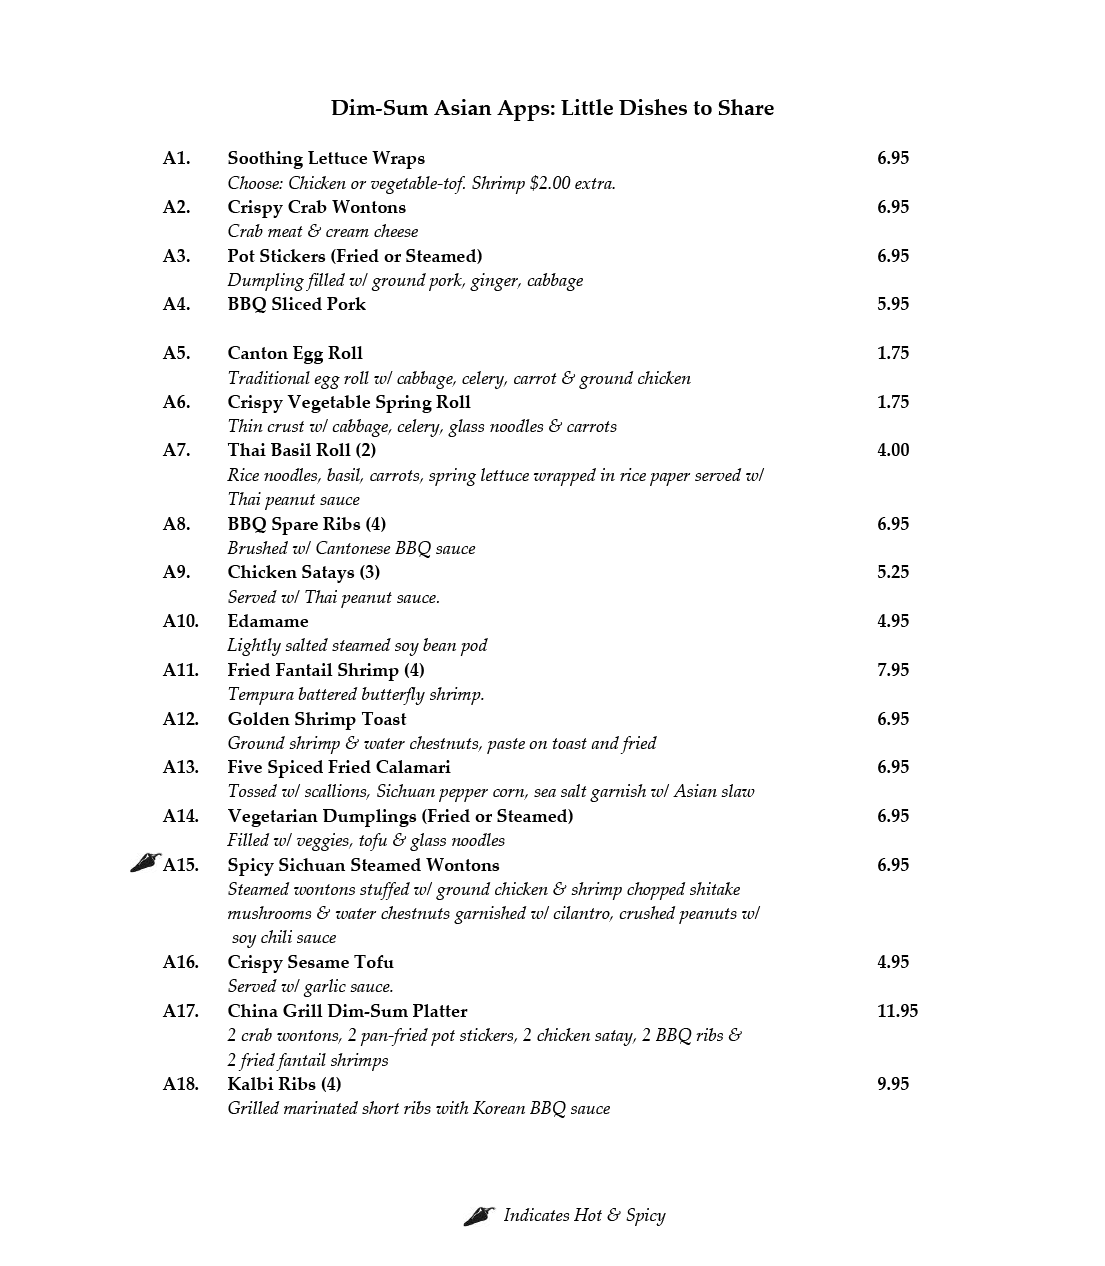 Dim-Sum Asian Apps: Little Dishes to Share
A1. Soothing Lettuce Wraps 6.95
Choose: Chicken or vegetable-tof. Shrimp $2.00 extra.
A2. Crispy Crab Wontons 6.95
Crab meat & cream cheese
A3. Pot Stickers (Fried or Steamed) 6.95
Dumpling filled w/ ground pork, ginger, cabbage
A4. BBQ Sliced Pork 5.95
A5. Canton Egg Roll 1.75
Traditional egg roll w/ cabbage, celery, carrot & ground chicken
A6. Crispy Vegetable Spring Roll 1.75
Thin crust w/ cabbage, celery, glass noodles & carrots
A7. Thai Basil Roll (2) 4.00
Rice noodles, basil, carrots, spring lettuce wrapped in rice paper served w/
Thai peanut sauce
A8. BBQ Spare Ribs (4) 6.95
Brushed w/ Cantonese BBQ sauce
A9. Chicken Satays (3) 5.25
Served w/ Thai peanut sauce.
A10. Edamame 4.95
Lightly salted steamed soy bean pod
A11. Fried Fantail Shrimp (4) 7.95
Tempura battered butterfly shrimp.
A12. Golden Shrimp Toast 6.95
Ground shrimp & water chestnuts, paste on toast and fried
A13. Five Spiced Fried Calamari 6.95
Tossed w/ scallions, Sichuan pepper corn, sea salt garnish w/ Asian slaw
A14. Vegetarian Dumplings (Fried or Steamed) 6.95
Filled w/ veggies, tofu & glass noodles
A15. Spicy Sichuan Steamed Wontons 6.95
Steamed wontons stuffed w/ ground chicken & shrimp chopped shitake
mushrooms & water chestnuts garnished w/ cilantro, crushed peanuts w/
soy chili sauce
A16. Crispy Sesame Tofu 4.95
Served w/ garlic sauce.
A17. China Grill Dim-Sum Platter 11.95
2 crab wontons, 2 pan-fried pot stickers, 2 chicken satay, 2 BBQ ribs &
2 fried fantail shrimps
A18. Kalbi Ribs (4) 9.95
Grilled marinated short ribs with Korean BBQ sauce
Indicates Hot & Spicy